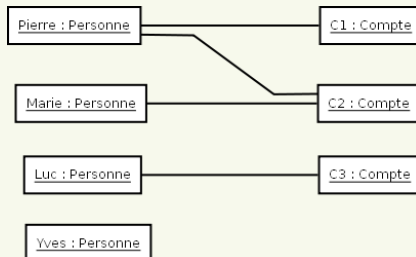 Pierre : Personne
C1 : Compte
Marie : Personne
C2 : Compte
Luc : Personne
C3 : Compte
Yves : Personne